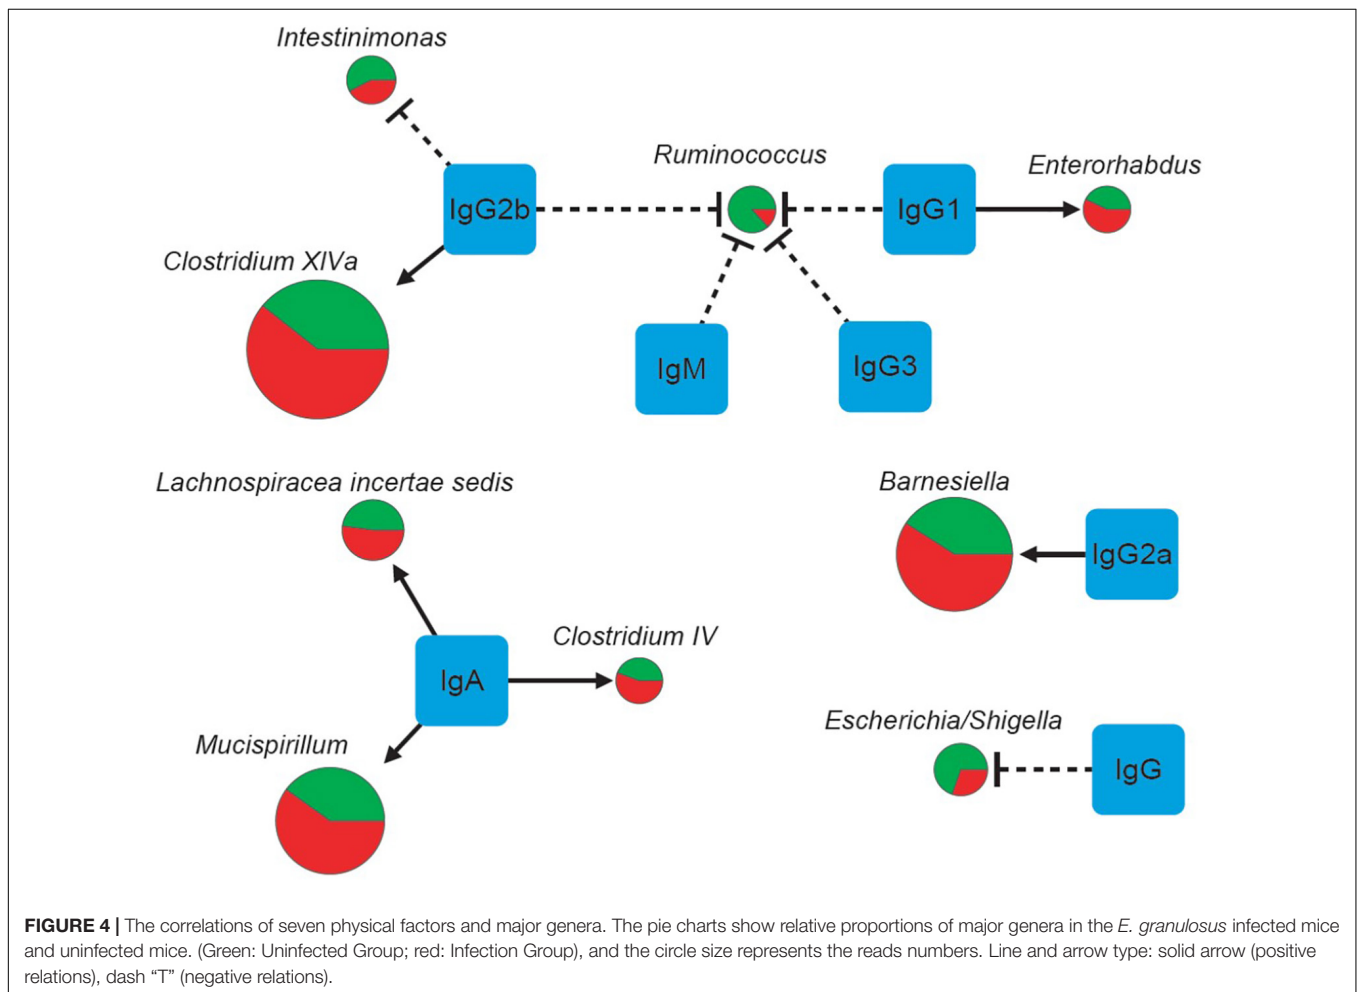 Intestinimonas
Ruminococcus
Enterorhabdus
IgG2b
IgG1
Clostridium XIVa
IgM
IgG3
Lachnospiracea incertae sedis
Barnesiella
IgG2a
Clostridium IV
IgA
Escherichia/Shigella
Mucispirillum
IgG
FIGURE 4 | The correlations of seven physical factors and major genera. The pie charts show relative proportions of major genera in the E. granulosus infected mice
and uninfected mice. (Green: Uninfected Group; red: Infection Group), and the circle size represents the reads numbers. Line and arrow type: solid arrow (positive
relations), dash “T” (negative relations).